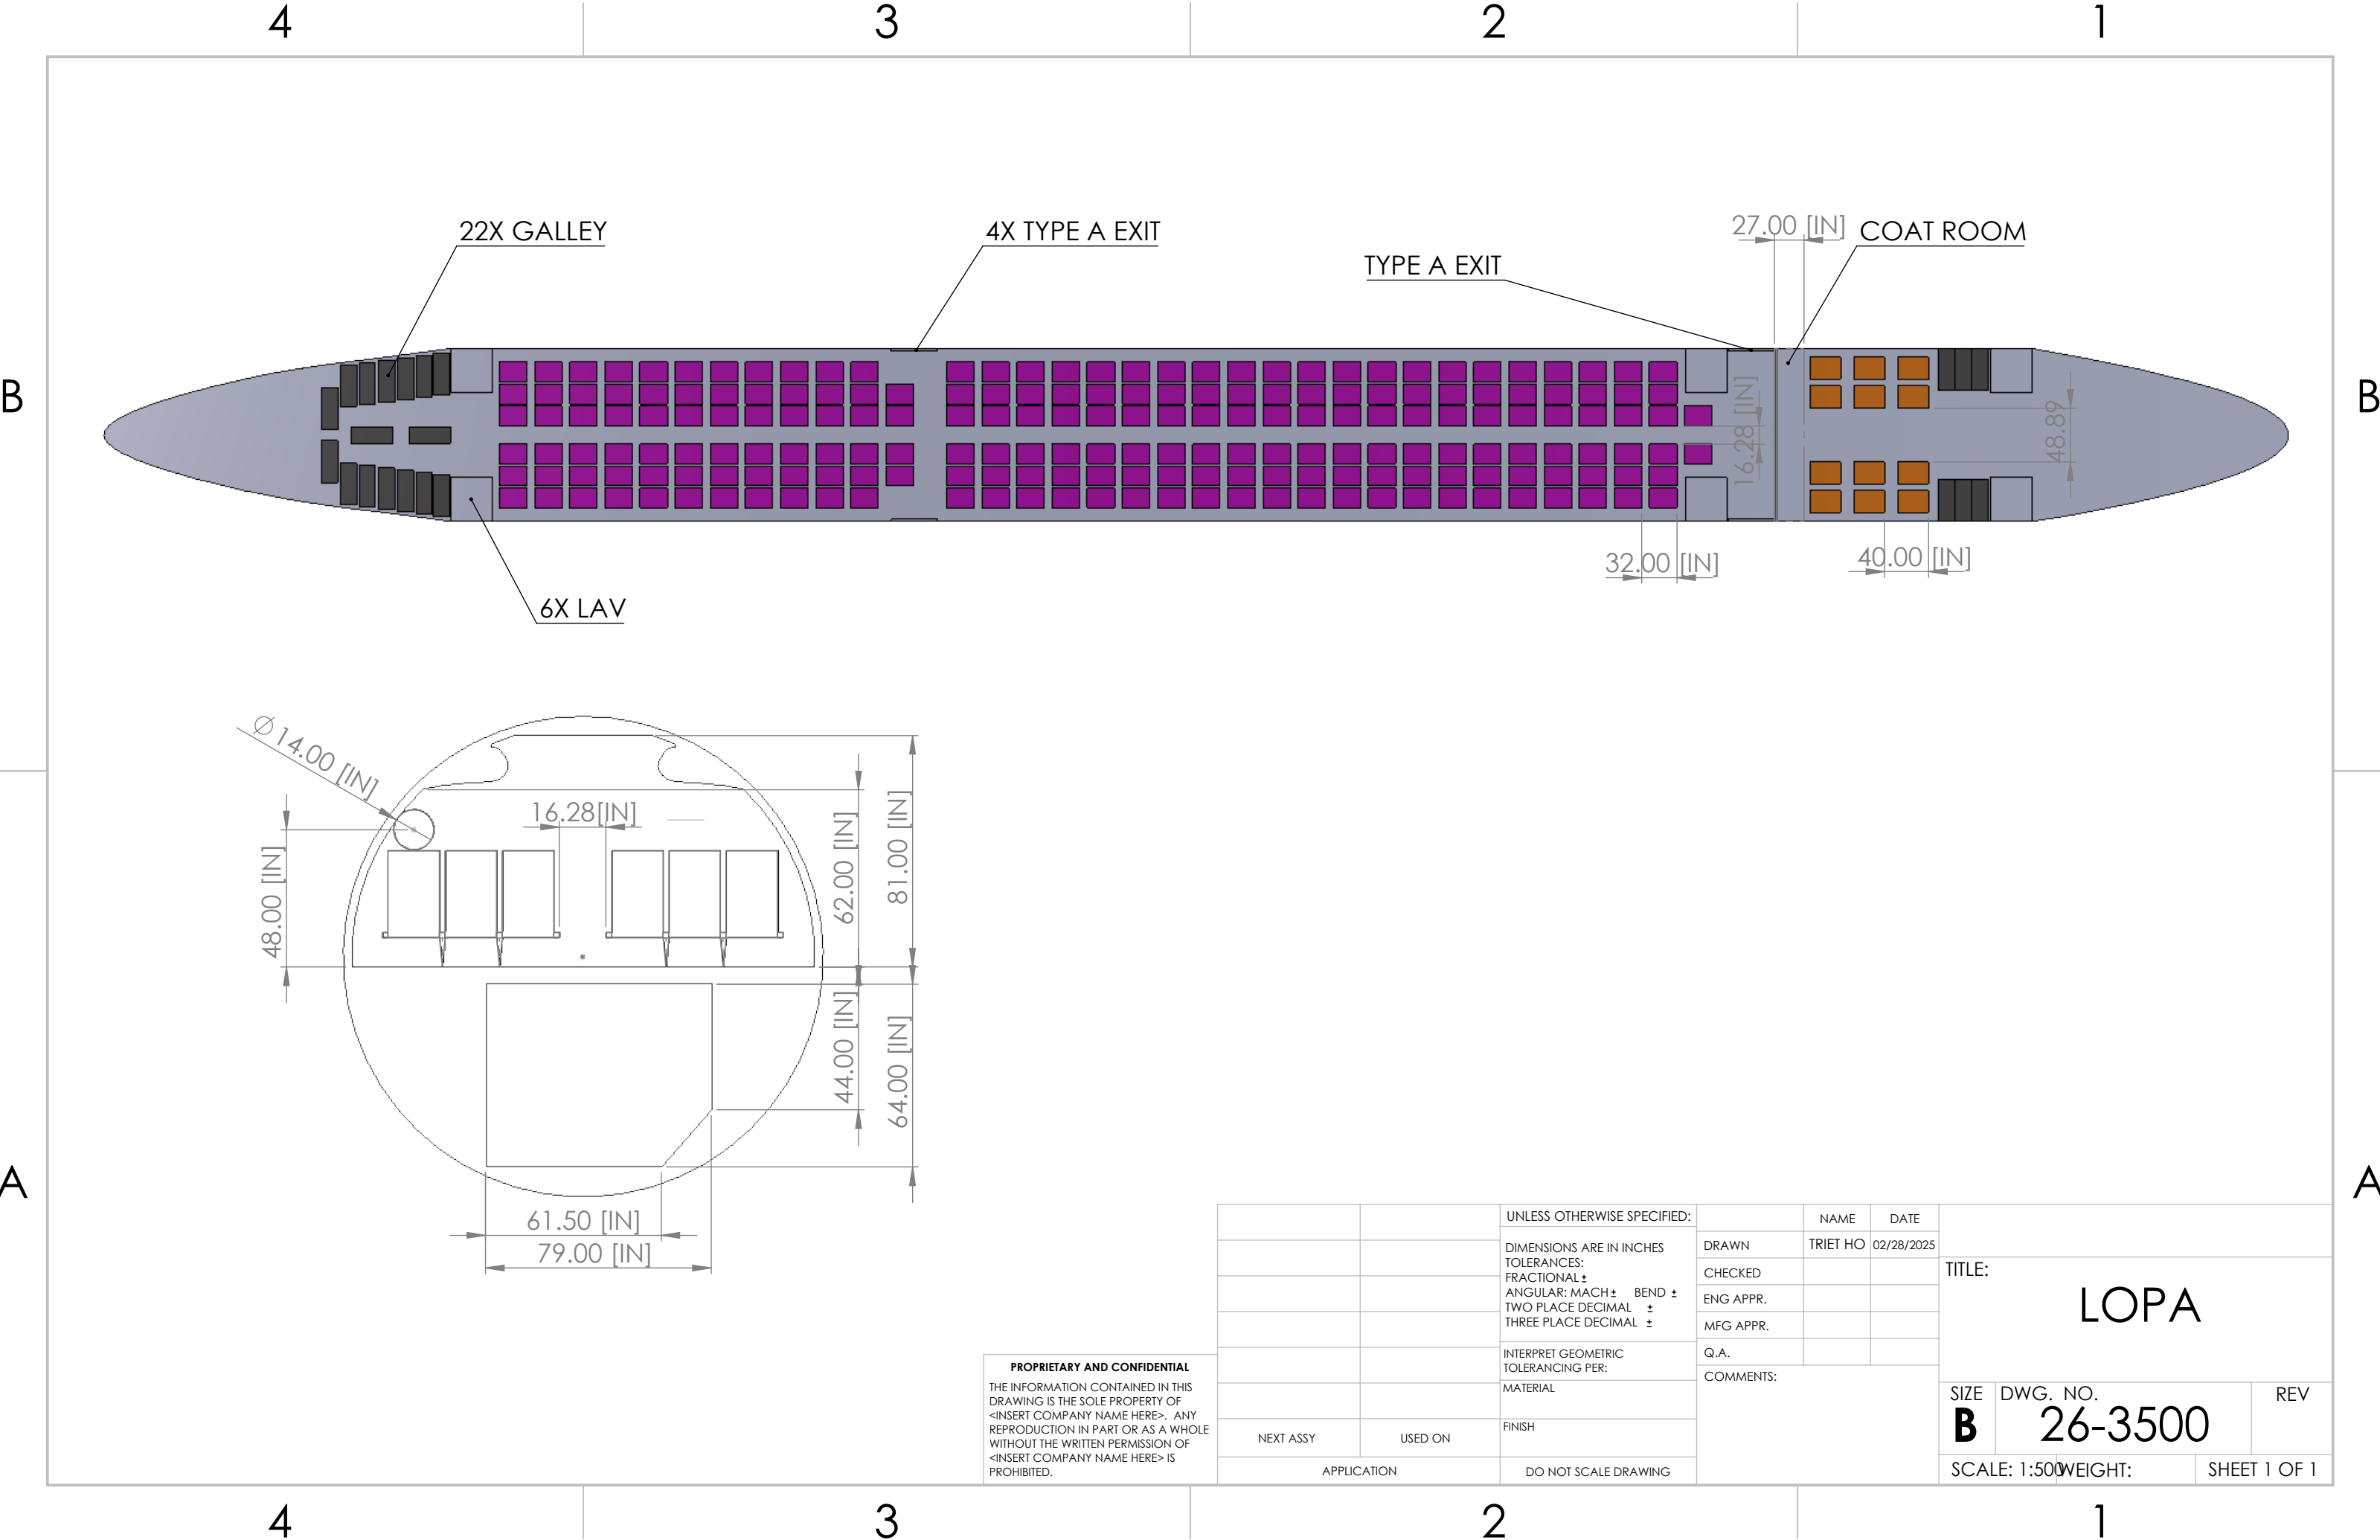 4 3 2 1
22X GALLEY
4X TYPE A EXIT
TYPE A EXIT
27.00 [IN]
COAT ROOM
B
B
16.28 [IN]
48.89
32.00 [IN]
40.00 [IN]
6X LAV
Ø 14.00 [IN]
16.28[IN]
48.00 [IN]
62.00 [IN]
81.00 [IN]
44.00 [IN]
64.00 [IN]
61.50 [IN]
79.00 [IN]
A
A
UNLESS OTHERWISE SPECIFIED:
DIMENSIONS ARE IN INCHES
TOLERANCES:
FRACTIONAL ±
ANGULAR: MACH ± BEND ±
TWO PLACE DECIMAL ±
THREE PLACE DECIMAL ±
INTERPRET GEOMETRIC
TOLERANCING PER:
MATERIAL
FINISH
DO NOT SCALE DRAWING
NEXT ASSY
USED ON
APPLICATION
PROPRIETARY AND CONFIDENTIAL
THE INFORMATION CONTAINED IN THIS
DRAWING IS THE SOLE PROPERTY OF
<INSERT COMPANY NAME HERE>. ANY
REPRODUCTION IN PART OR AS A WHOLE
WITHOUT THE WRITTEN PERMISSION OF
<INSERT COMPANY NAME HERE> IS
PROHIBITED.
NAME DATE
DRAWN TRIET HO 02/28/2025
CHECKED
ENG APPR.
MFG APPR.
Q.A.
COMMENTS:
TITLE:
LOPA
SIZE DWG. NO. REV
B 26-3500
SCALE: 1:500 WEIGHT: SHEET 1 OF 1
4 3 2 1